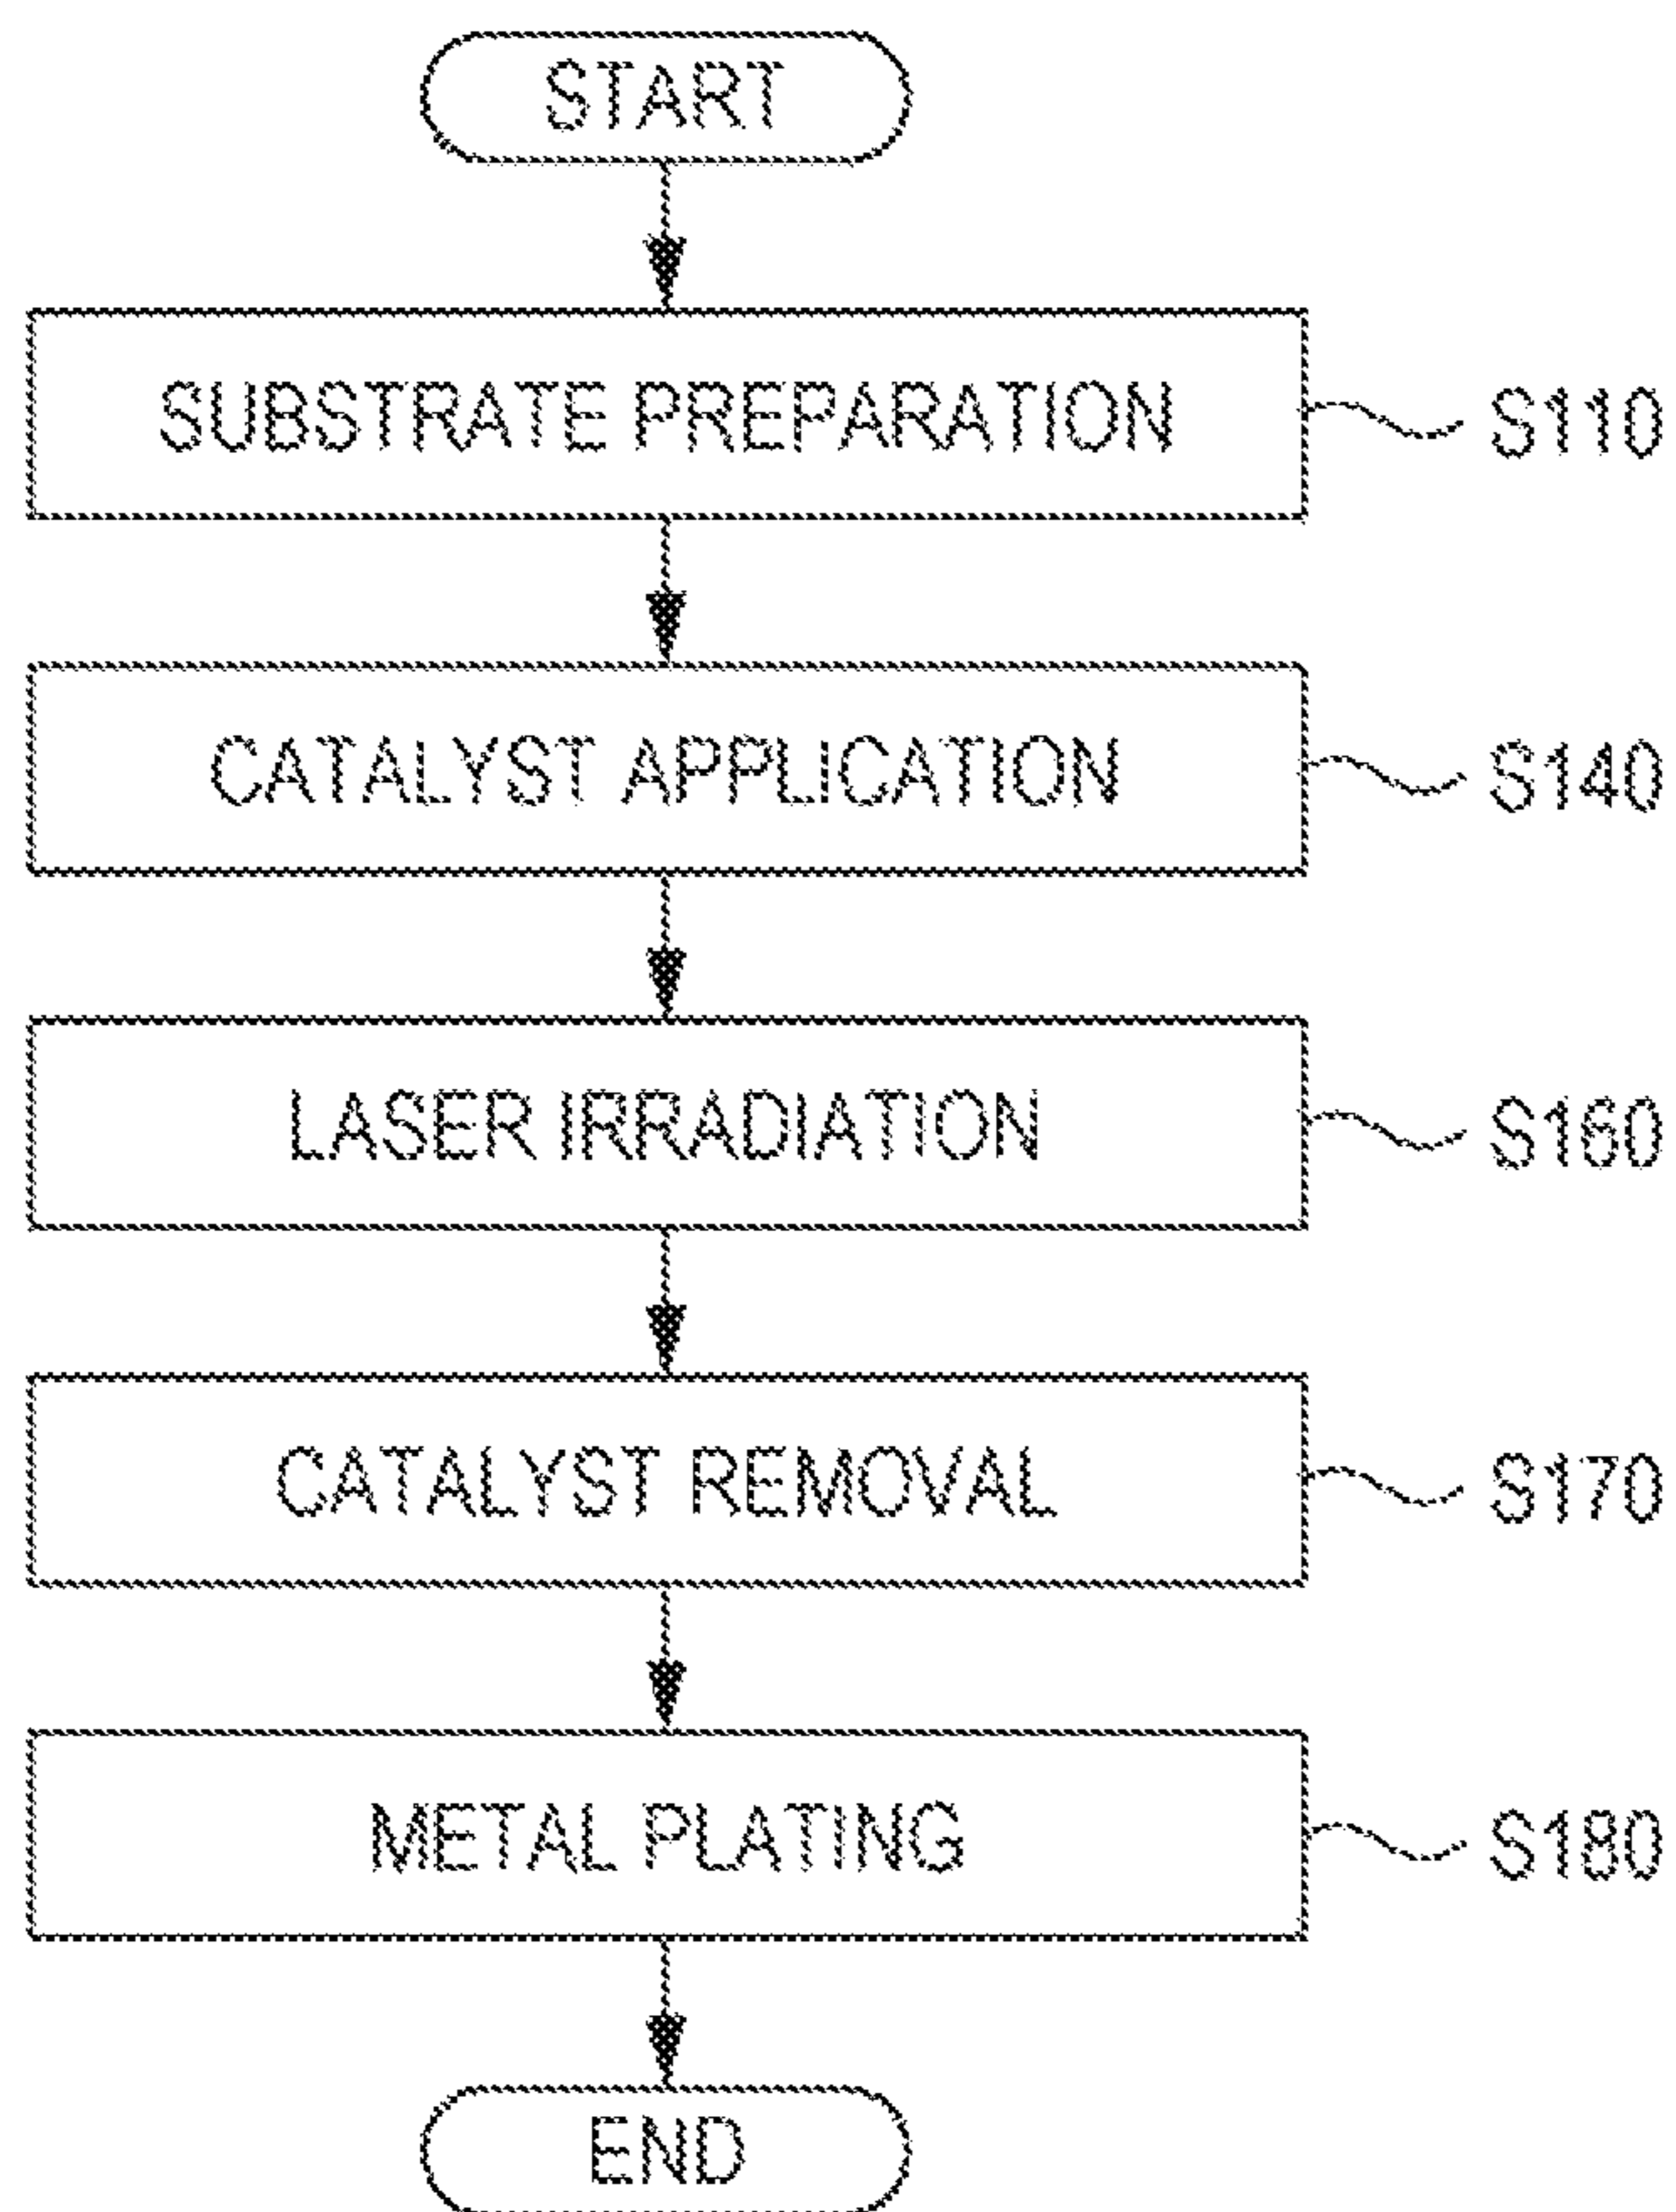 START
SUBSTRATE PREPARATION S110
CATALYST APPLICATION S140
LASER IRRADIATION S160
CATALYST REMOVAL S170
METAL PLATING S180
END